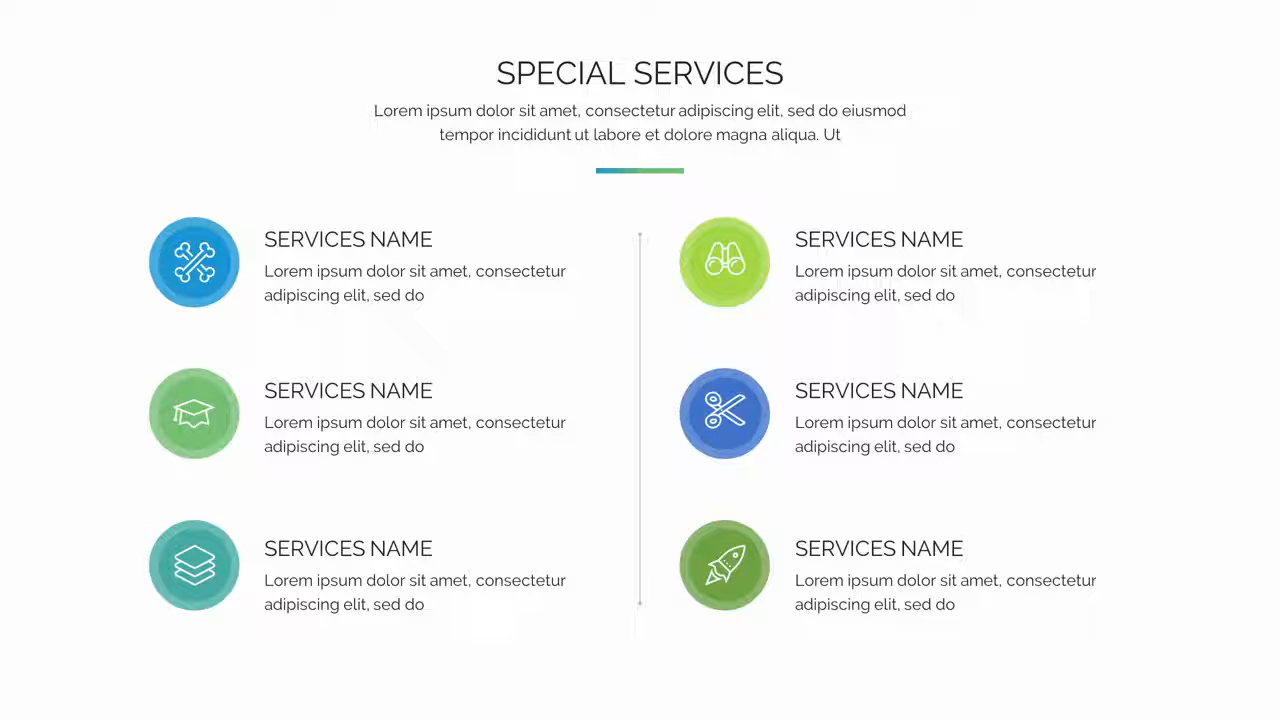 SPECIAL SERVICES
Lorem ipsum dolor sit amet, consectetur adipiscing elit, sed do eiusmod
tempor incididunt ut labore et dolore magna aliqua. Ut
SERVICES NAME
Lorem ipsum dolor sit amet, consectetur
adipiscing elit, sed do
SERVICES NAME
Lorem ipsum dolor sit amet, consectetur
adipiscing elit, sed do
SERVICES NAME
Lorem ipsum dolor sit amet, consectetur
adipiscing elit, sed do
SERVICES NAME
Lorem ipsum dolor sit amet, consectetur
adipiscing elit, sed do
SERVICES NAME
Lorem ipsum dolor sit amet, consectetur
adipiscing elit, sed do
SERVICES NAME
Lorem ipsum dolor sit amet, consectetur
adipiscing elit, sed do